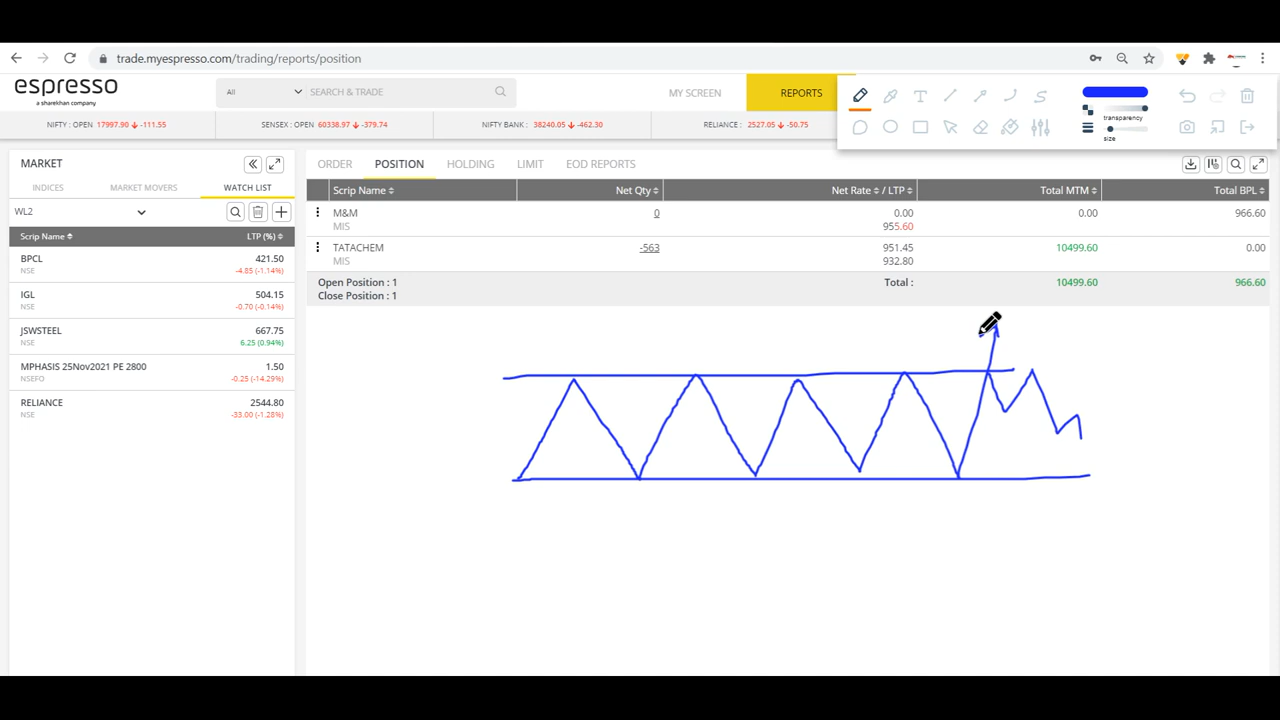 trade.myespresso.com/trading/reports/position
espresso
a sharekhan company
All SEARCH & TRADE
MY SCREEN
REPORTS
transparency
size
NIFTY : OPEN 17997.90 -111.55
SENSEX : OPEN 60338.97 -379.74
NIFTY BANK : 38240.05 -462.30
RELIANCE : 2527.05 -50.75
MARKET
INDICES MARKET MOVERS WATCH LIST
WL2
Scrip Name LTP (%)
BPCL 421.50
NSE -4.85 (-1.14%)
IGL 504.15
NSE -0.70 (-0.14%)
JSWSTEEL 667.75
NSE 6.25 (0.94%)
MPHASIS 25Nov2021 PE 2800 1.50
NSEFO -0.25 (-14.29%)
RELIANCE 2544.80
NSE -33.00 (-1.28%)
ORDER POSITION HOLDING LIMIT EOD REPORTS
Scrip Name Net Qty Net Rate / LTP Total MTM Total BPL
M&M 0 0.00 0.00 966.60
MIS 955.60
TATACHEM -563 951.45 10499.60 0.00
MIS 932.80
Open Position : 1 Total : 10499.60 966.60
Close Position : 1